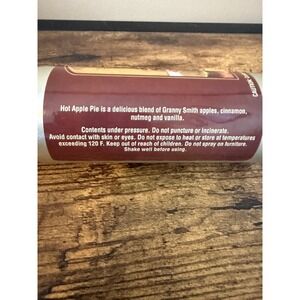 Hot Apple Pie is a delicious blend of Granny Smith apples, cinnamon,
nutmeg and vanilla.
Contents under pressure. Do not puncture or incinerate.
Avoid contact with skin or eyes. Do not expose to heat or store at temperatures
exceeding 120 F. Keep out of reach of children. Do not spray on furniture.
Shake well before using.